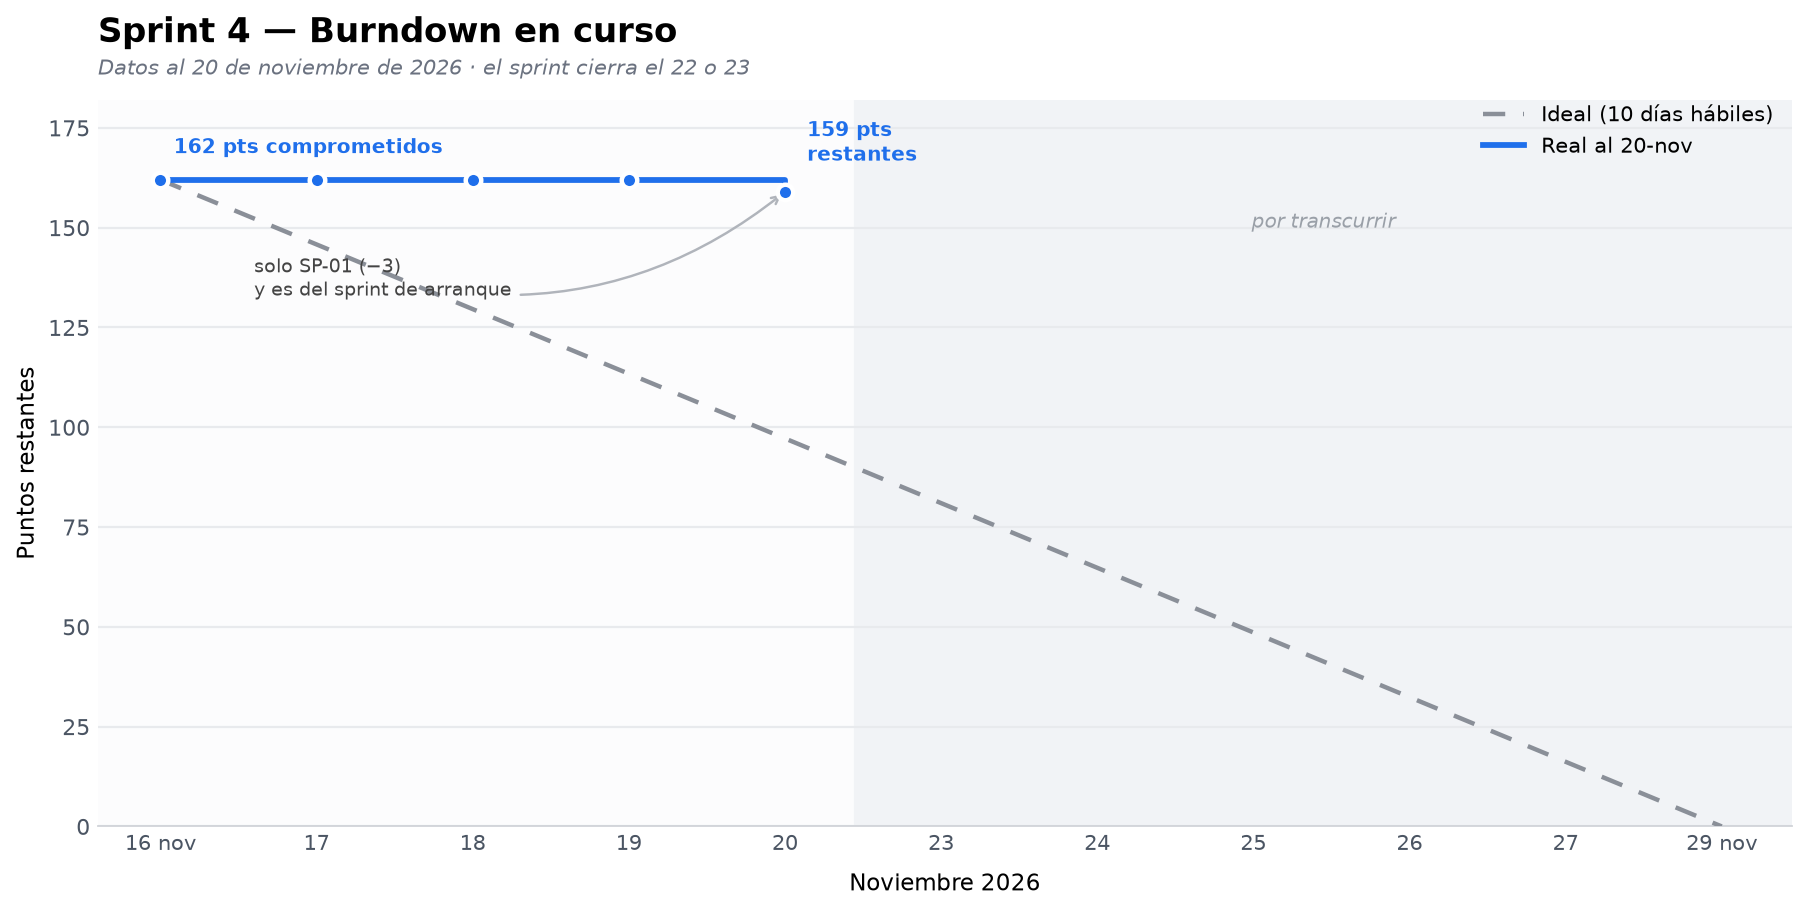 Sprint 4 — Burndown en curso
Datos al 20 de noviembre de 2026 · el sprint cierra el 22 o 23
Ideal (10 días hábiles)
Real al 20-nov
162 pts comprometidos
159 pts
restantes
por transcurrir
solo SP-01 (−3)
y es del sprint de arranque
Puntos restantes
175
150
125
100
75
50
25
0
16 nov 17 18 19 20 23 24 25 26 27 29 nov
Noviembre 2026